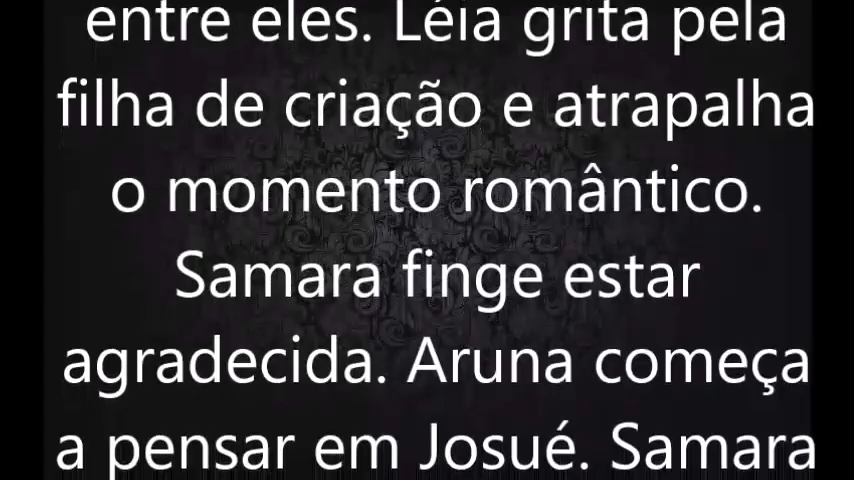 entre eles. Léia grita pela
filha de criação e atrapalha
o momento romântico.
Samara finge estar
agradecida. Aruna começa
a pensar em Josué. Samara